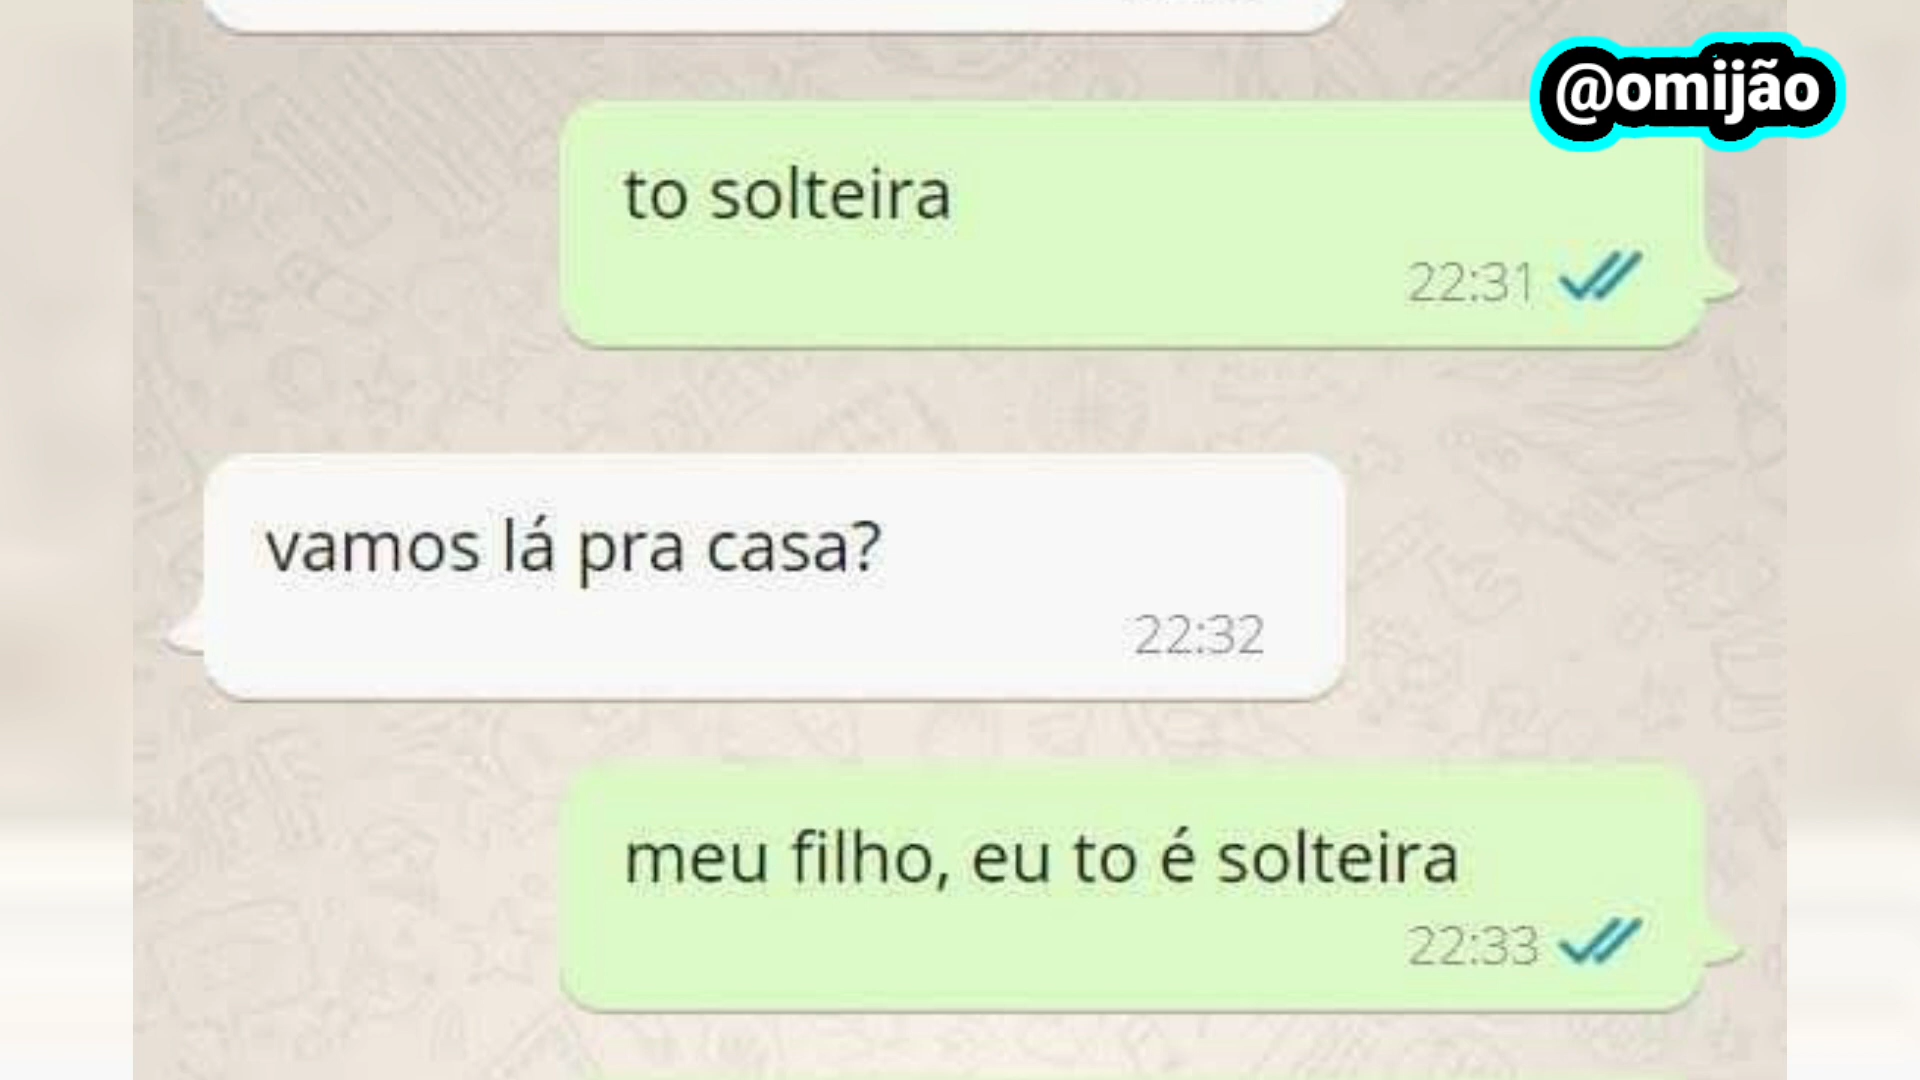 @omijão
to solteira
22:31
vamos lá pra casa?
22:32
meu filho, eu to é solteira
22:33